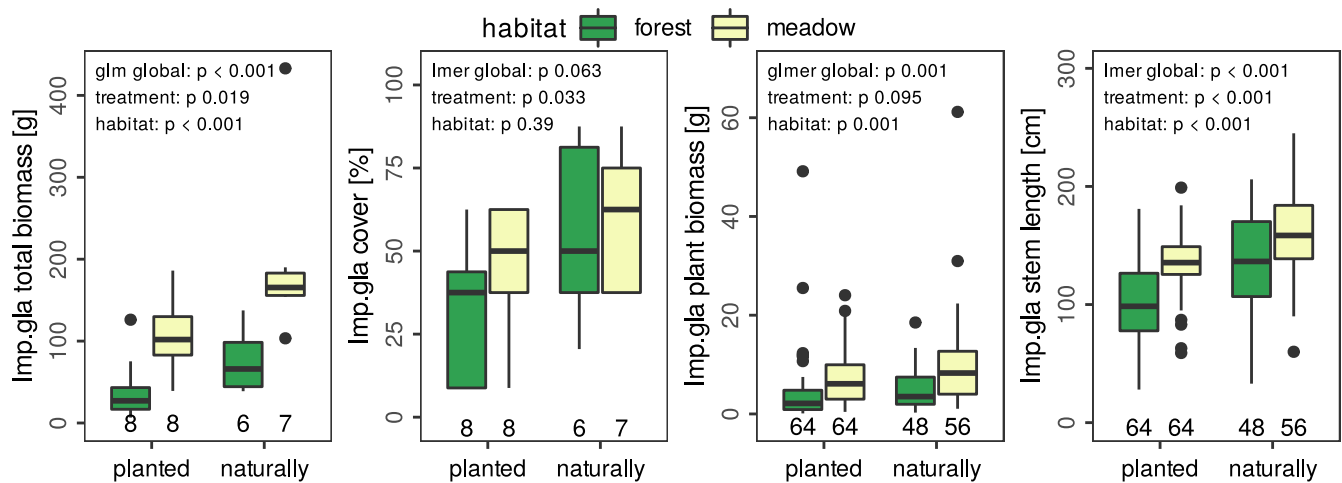 habitat forest meadow
Imp.gla total biomass [g]
400
300
200
100
0
glm global: p < 0.001
treatment: p 0.019
habitat: p < 0.001
8 8 6 7
planted naturally
Imp.gla cover [%]
100
75
50
25
0
lmer global: p 0.063
treatment: p 0.033
habitat: p 0.39
8 8 6 7
planted naturally
Imp.gla plant biomass [g]
60
40
20
0
glmer global: p 0.001
treatment: p 0.095
habitat: p 0.001
64 64 48 56
planted naturally
Imp.gla stem length [cm]
300
200
100
0
lmer global: p < 0.001
treatment: p < 0.001
habitat: p < 0.001
64 64 48 56
planted naturally